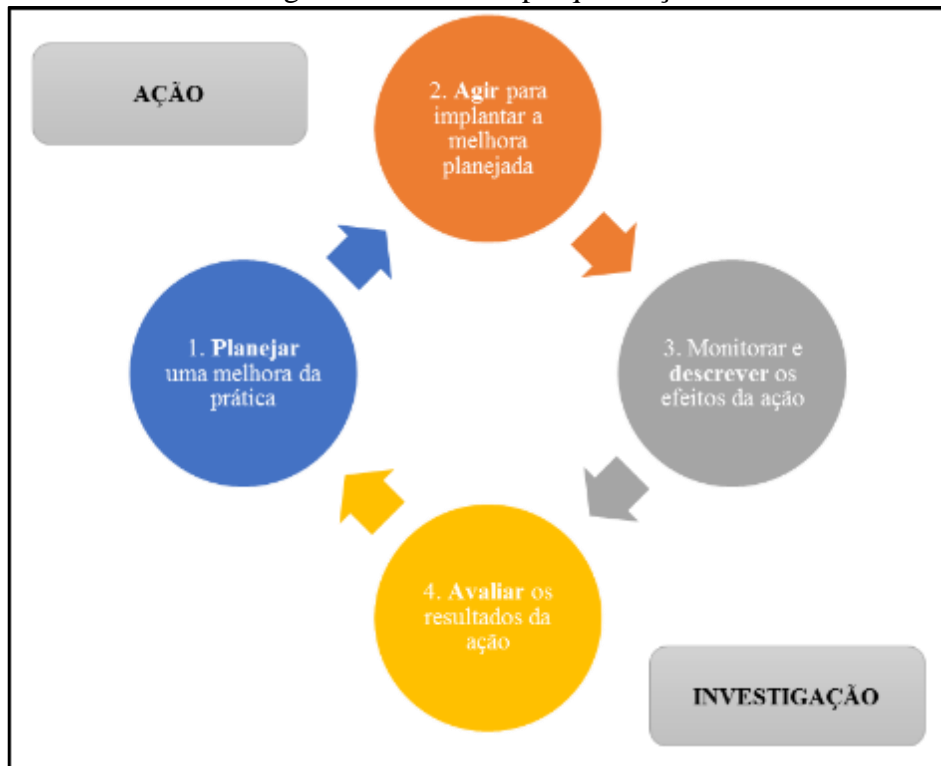 AÇÃO
2. Agir para
implantar a
melhora
planejada
1. Planejar
uma melhora da
prática
3. Monitorar e
descrever os
efeitos da ação
4. Avaliar os
resultados da
ação
INVESTIGAÇÃO